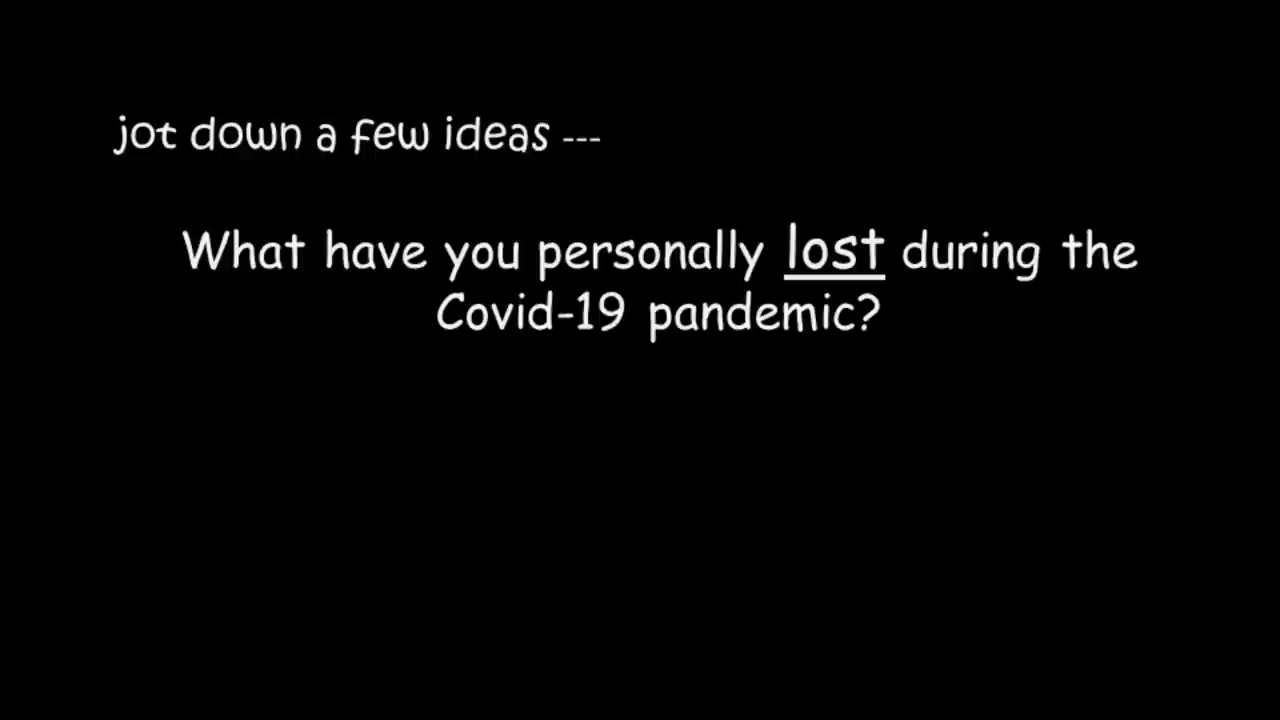 jot down a few ideas ---
What have you personally lost during the
Covid-19 pandemic?